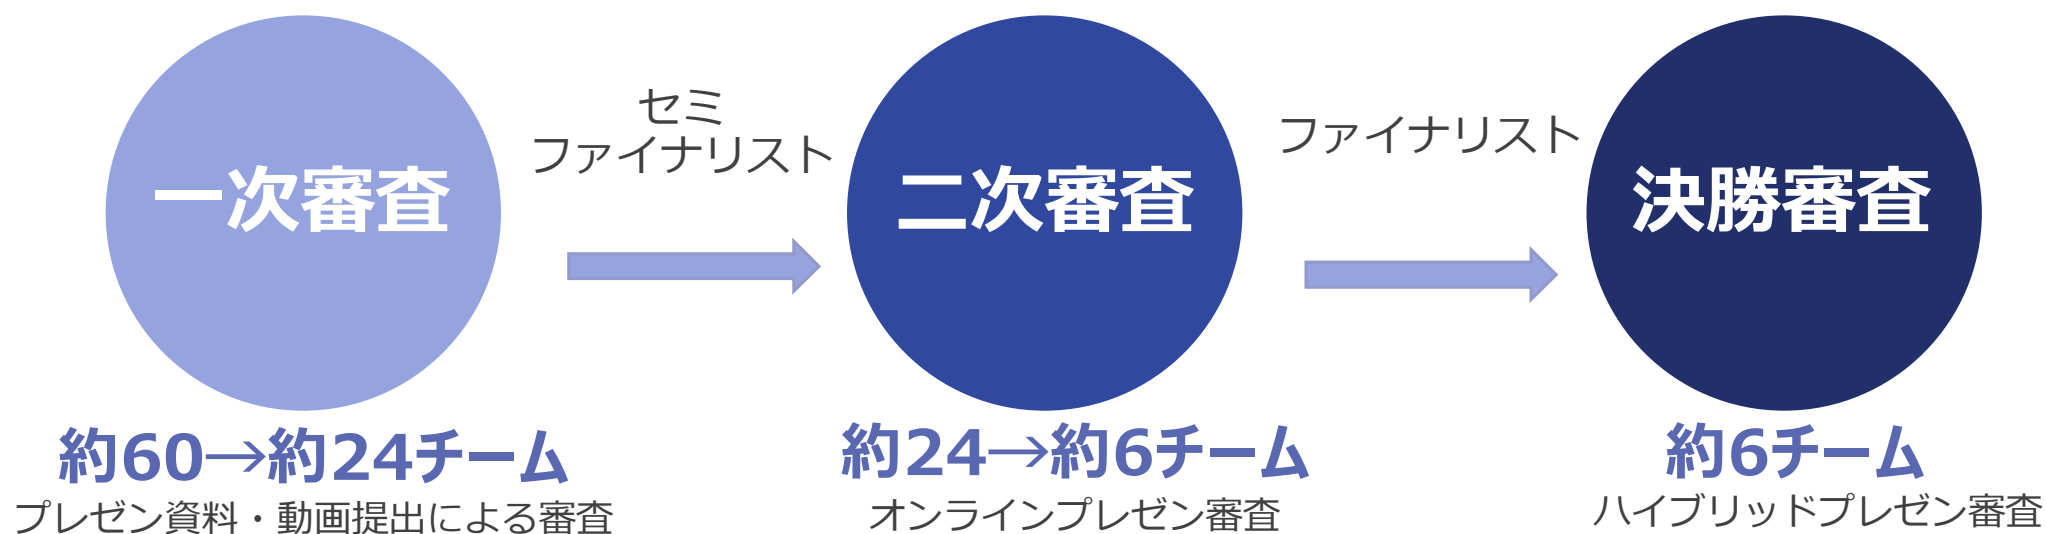 一次審査
約60→約24チーム
プレゼン資料・動画提出による審査
セミ
ファイナリスト
二次審査
約24→約6チーム
オンラインプレゼン審査
ファイナリスト
決勝審査
約6チーム
ハイブリッドプレゼン審査